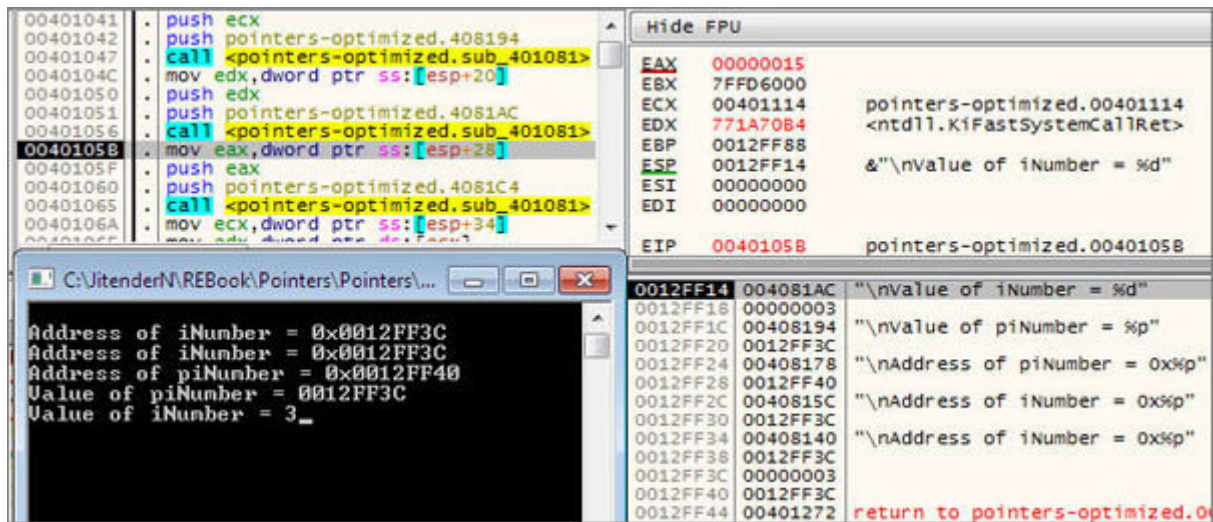 00401041 . push ecx
00401042 . push pointers-optimized.408194
00401047 . call <pointers-optimized.sub_401081>
0040104C . mov edx,dword ptr ss:[esp+20]
00401050 . push edx
00401051 . push pointers-optimized.4081AC
00401056 . call <pointers-optimized.sub_401081>
0040105B . mov eax,dword ptr ss:[esp+28]
0040105F . push eax
00401060 . push pointers-optimized.4081C4
00401065 . call <pointers-optimized.sub_401081>
0040106A . mov ecx,dword ptr ss:[esp+34]
Hide FPU
EAX 00000015
EBX 7FFD6000
ECX 00401114 pointers-optimized.00401114
EDX 771A70B4 <ntdll.KiFastSystemCallRet>
EBP 0012FF88
ESP 0012FF14 &"\nValue of iNumber = %d"
ESI 00000000
EDI 00000000
EIP 0040105B pointers-optimized.0040105B
C:\JitenderN\REBook\Pointers\Pointers\...
Address of iNumber = 0x0012FF3C
Address of iNumber = 0x0012FF3C
Address of piNumber = 0x0012FF40
Value of piNumber = 0012FF3C
Value of iNumber = 3_
0012FF14 004081AC "\nValue of iNumber = %d"
0012FF18 00000003
0012FF1C 00408194 "\nValue of piNumber = %p"
0012FF20 0012FF3C
0012FF24 00408178 "\nAddress of piNumber = 0x%p"
0012FF28 0012FF40
0012FF2C 0040815C "\nAddress of iNumber = 0x%p"
0012FF30 0012FF3C
0012FF34 00408140 "\nAddress of iNumber = 0x%p"
0012FF38 0012FF3C
0012FF3C 00000003
0012FF40 0012FF3C
0012FF44 00401272 return to pointers-optimized.0